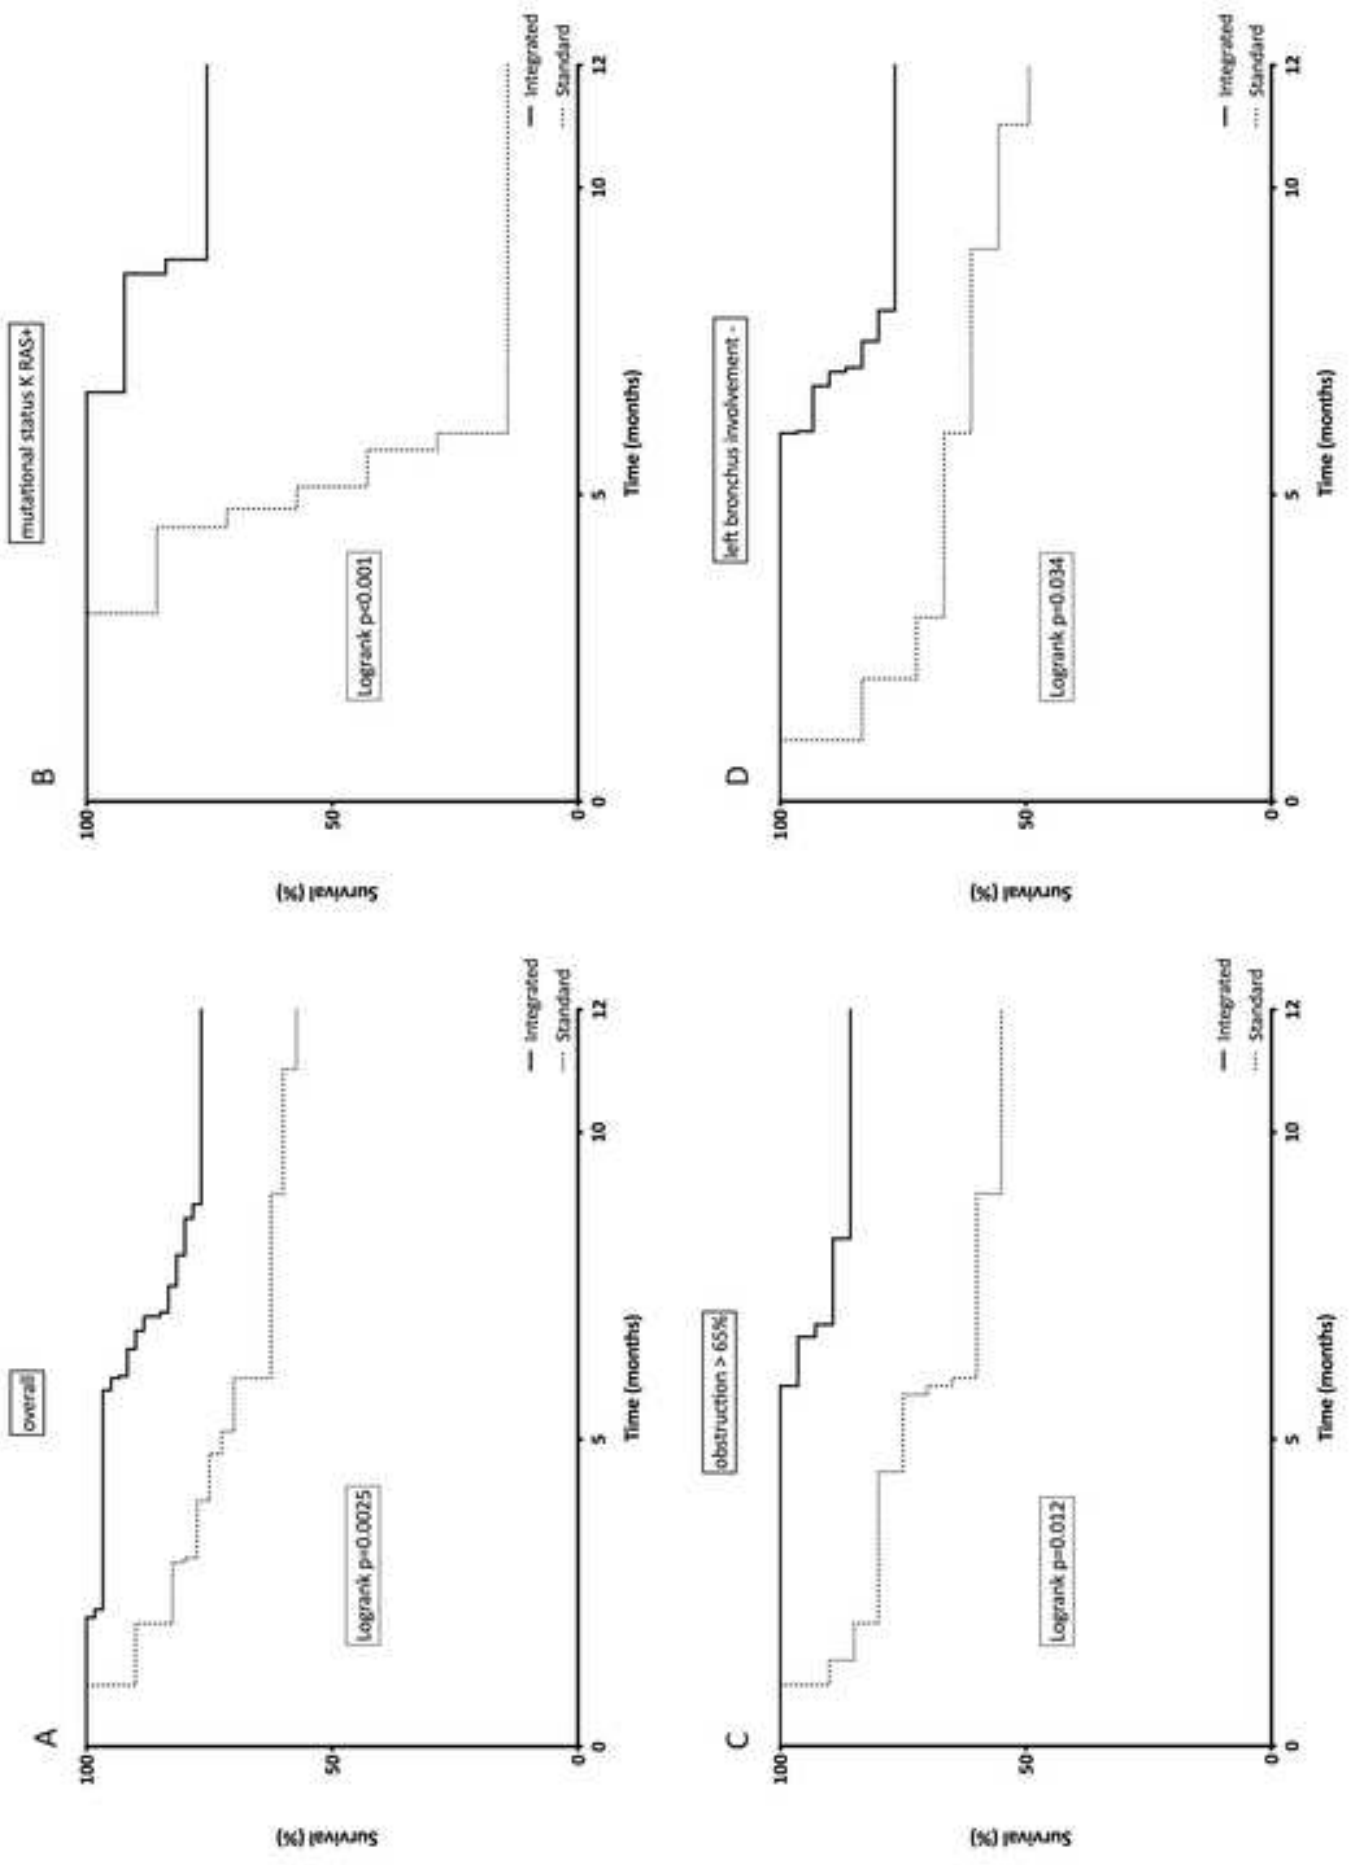 A
overall
Survival (%)
100
50
0
Logrank p=0.0025
Integrated
Standard
0
5
10
12
Time (months)
B
mutational status K RAS+
Survival (%)
100
50
0
Logrank p<0.001
Integrated
Standard
0
5
10
12
Time (months)
C
obstruction > 65%
Survival (%)
100
50
0
Logrank p=0.012
Integrated
Standard
0
5
10
12
Time (months)
D
left bronchus involvement -
Survival (%)
100
50
0
Logrank p=0.034
Integrated
Standard
0
5
10
12
Time (months)